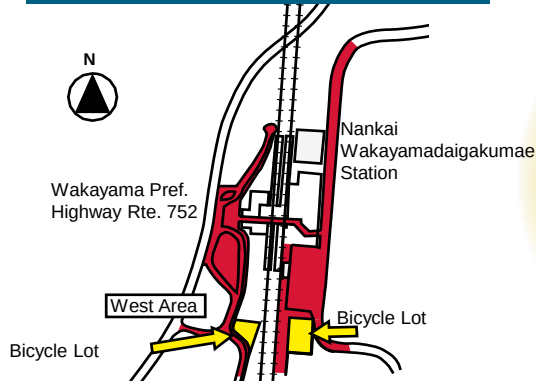 N
Nankai
Wakayamadaigakumae
Station
Wakayama Pref.
Highway Rte. 752
West Area
Bicycle Lot
Bicycle Lot